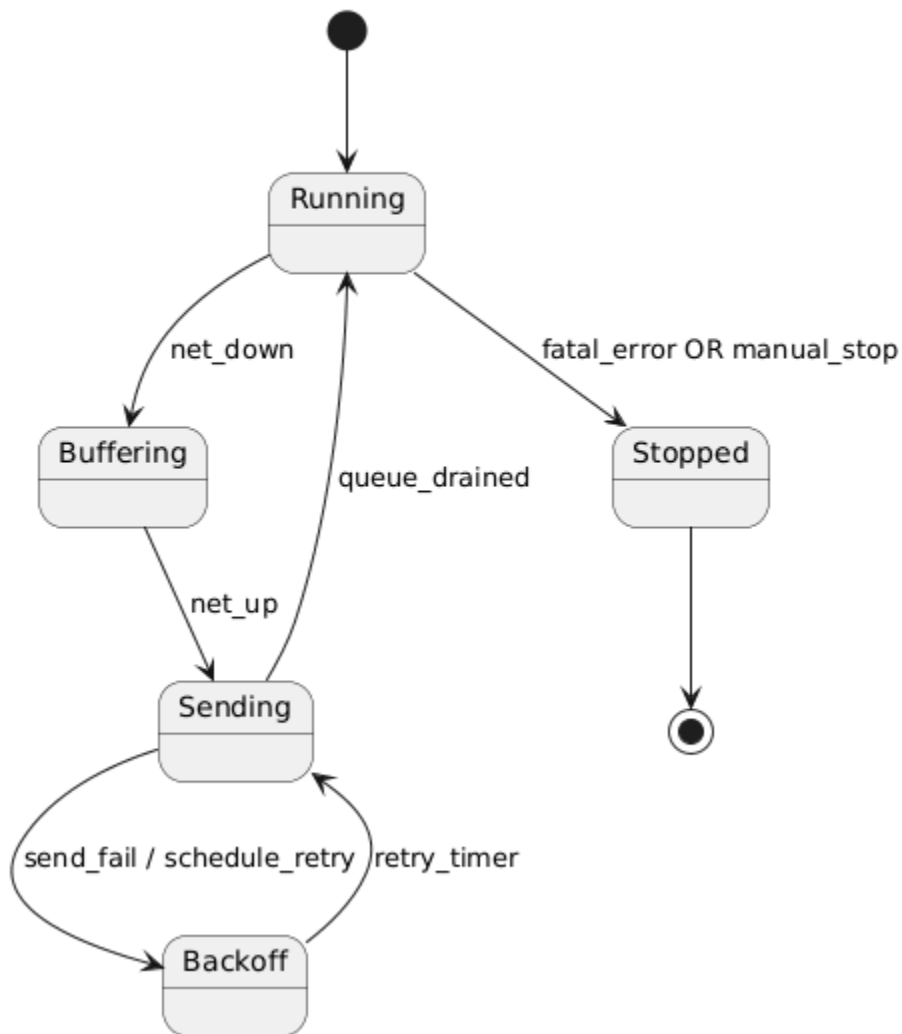 Running
net_down
fatal_error OR manual_stop
Buffering
Stopped
queue_drained
net_up
Sending
send_fail / schedule_retry
retry_timer
Backoff